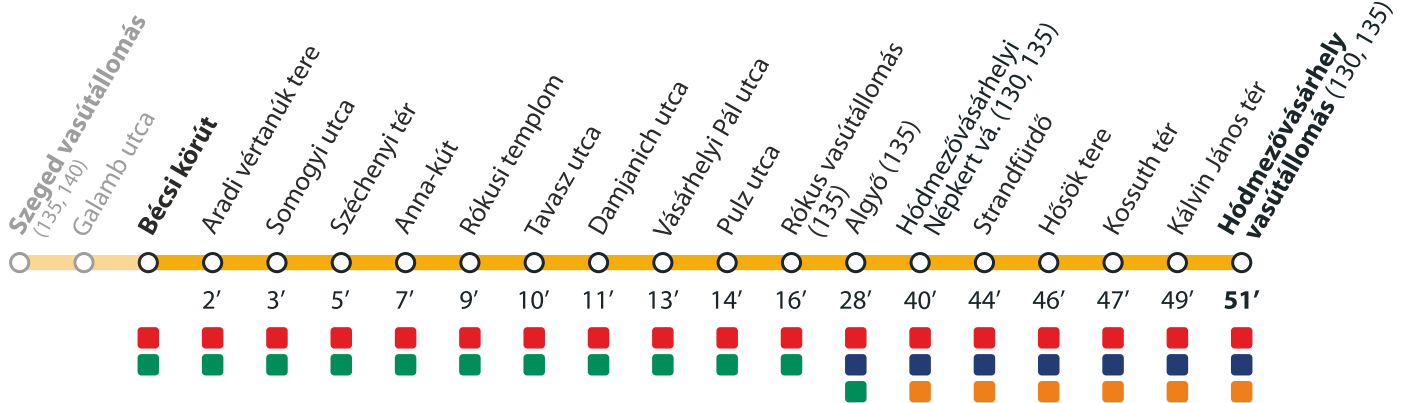 Szeged vasútállomás
(135, 140)
Galamb utca
Bécsi körút
Aradi vértanúk tere
Somogyi utca
Széchenyi tér
Anna-kút
Rókusi templom
Tavasz utca
Damjanich utca
Vásárhelyi Pál utca
Pulz utca
Rókus vasútállomás
(135)
Algyő (135)
Hódmezővásárhelyi
Népkert vá. (130, 135)
Strandfürdő
Hősök tere
Kossuth tér
Kálvin János tér
Hódmezővásárhely
vasútállomás (130, 135)
2’ 3’ 5’ 7’ 9’ 10’ 11’ 13’ 14’ 16’ 28’ 40’ 44’ 46’ 47’ 49’ 51’